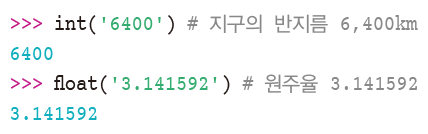 >>> int('6400') # 지구의 반지름 6,400km
6400
>>> float('3.141592') # 원주율 3.141592
3.141592